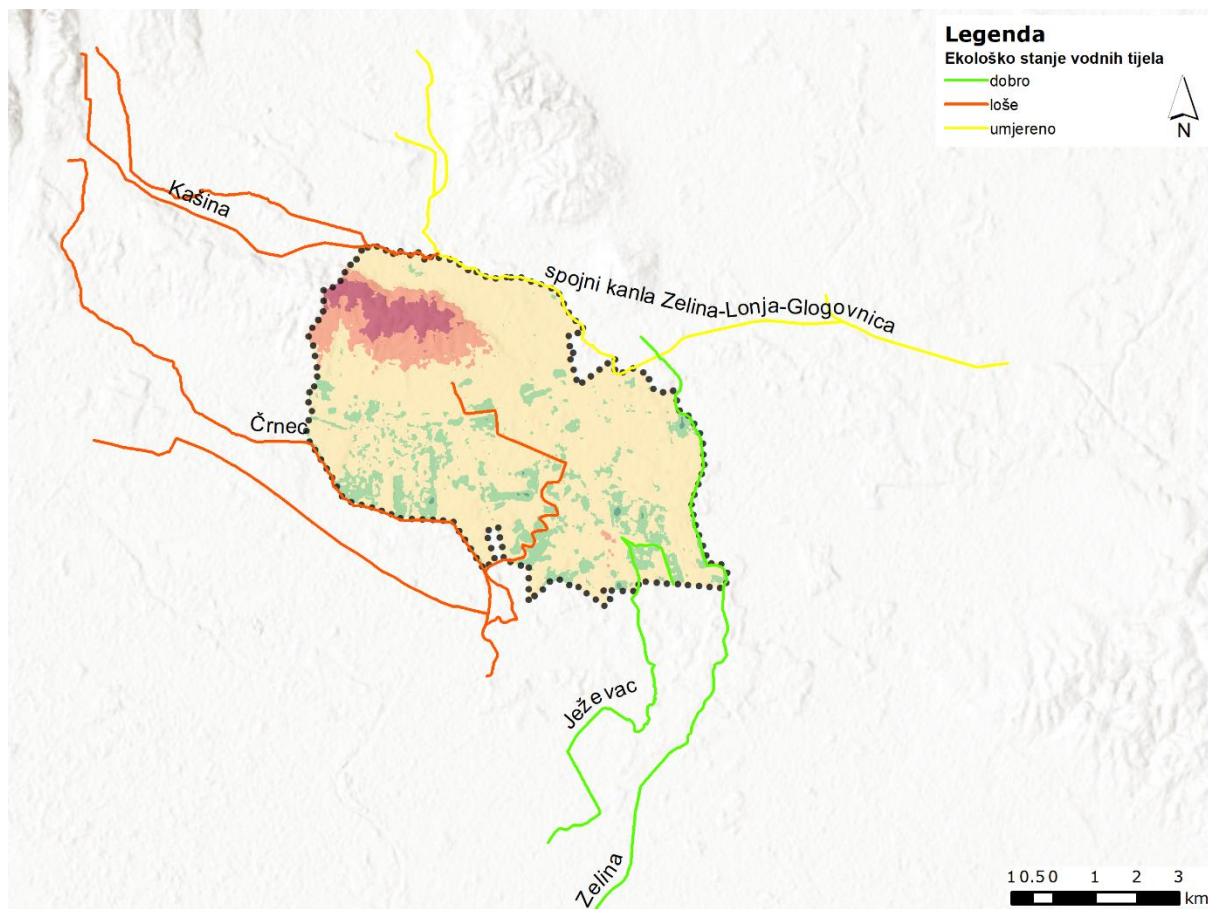 Legenda
Ekološko stanje vodnih tijela
dobro
loše
umjereno
N
Kašina
spojni kanla Zelina-Lonja-Glogovnica
Črnec
Ježevac
Zelina
1 0.5 0 1 2 3
km